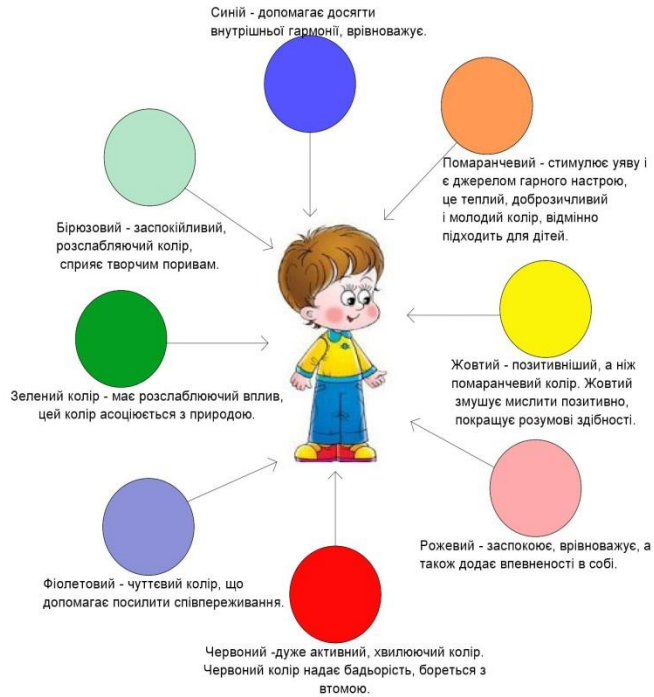 Синій - допомагає досягти
внутрішньої гармонії, врівноважує.
Помаранчевий - стимулює уяву і
є джерелом гарного настрою,
це теплий, доброзичливий
і молодий колір, відмінно
підходить для дітей.
Бірюзовий - заспокійливий,
розслабляючий колір,
сприяє творчим поривам.
Жовтий - позитивніший, а ніж
помаранчевий колір. Жовтий
змушує мислити позитивно,
покращує розумові здібності.
Зелений колір - має розслаблюючий вплив,
цей колір асоціюється з природою.
Рожевий - заспокоює, врівноважує, а
також додає впевненості в собі.
Фіолетовий - чуттєвий колір, що
допомагає посилити співпереживання.
Червоний -дуже активний, хвилюючий колір.
Червоний колір надає бадьорість, бореться з
втомою.